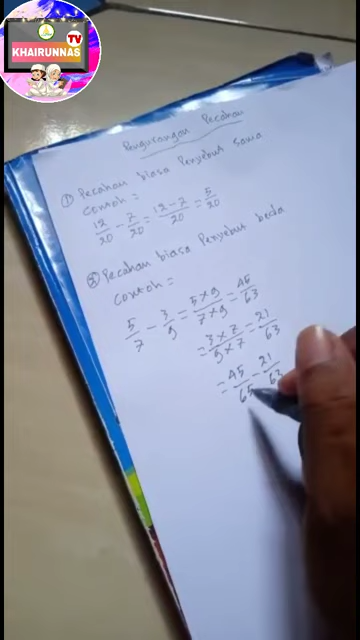 KHAIRUNNAS TV
Pengurangan Pecahan
① Pecahan biasa Penyebut sama
Contoh =
12/20 - 7/20 = 12-7/20 = 5/20
② Pecahan biasa Penyebut beda
Contoh =
5/7 - 3/9 = 5×9/7×9 = 45/63
= 3×7/9×7 = 21/63
= 45/65 - 21/63